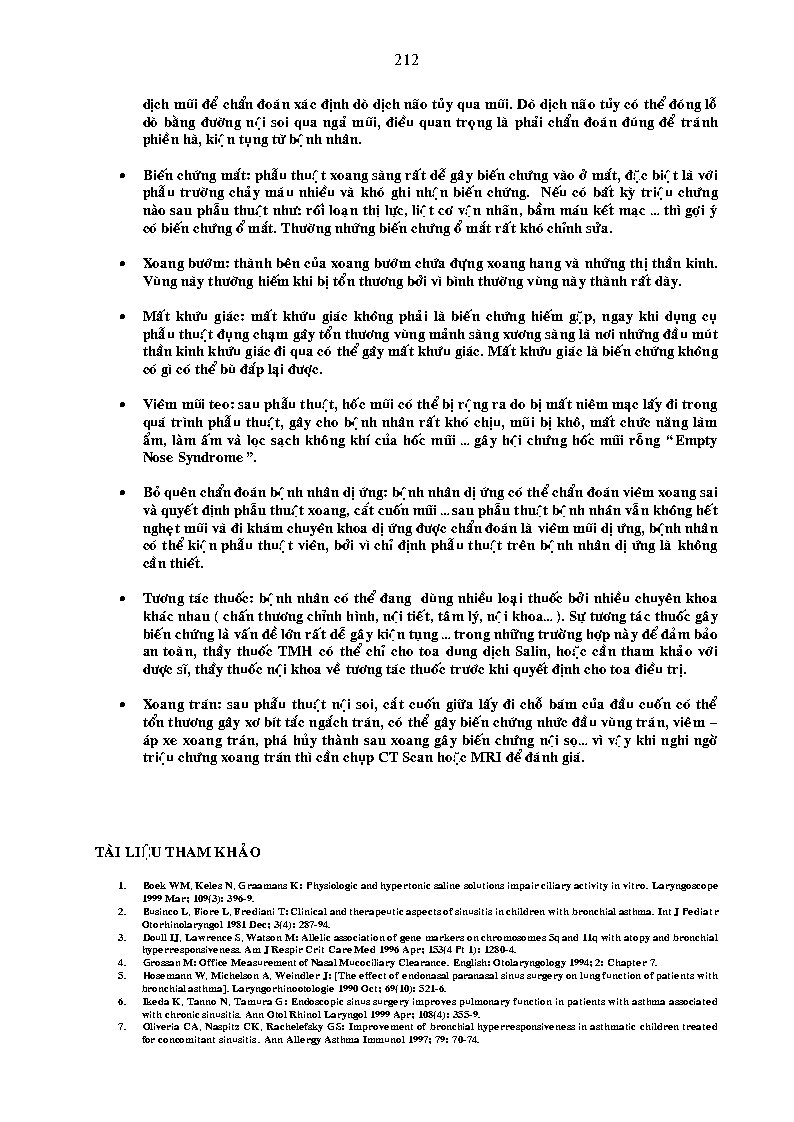 212
dịch mũi để chẩn đoán xác định dò dịch não tủy qua mũi. Dò dịch não tủy có thể đóng lỗ
dò bằng đường nội soi qua ngả mũi, điều quan trọng là phải chẩn đoán đúng để tránh
phiền hà, kiện tụng từ bệnh nhân.
• Biến chứng mắt: phẫu thuật xoang sàng rất dễ gây biến chứng vào ổ mắt, đặc biệt là với
phẫu trường chảy máu nhiều và khó ghi nhận biến chứng. Nếu có bất kỳ triệu chứng
nào sau phẫu thuật như: rối loạn thị lực, liệt cơ vận nhãn, bầm máu kết mạc ... thì gợi ý
có biến chứng ổ mắt. Thường những biến chứng ổ mắt rất khó chỉnh sửa.
• Xoang bướm: thành bên của xoang bướm chứa đựng xoang hang và những thị thần kinh.
Vùng này thường hiếm khi bị tổn thương bởi vì bình thường vùng này thành rất dày.
• Mất khứu giác: mất khứu giác không phải là biến chứng hiếm gặp, ngay khi dụng cụ
phẫu thuật đụng chạm gây tổn thương vùng mảnh sàng xương sàng là nơi những đầu mút
thần kinh khứu giác đi qua có thể gây mất khứu giác. Mất khứu giác là biến chứng không
có gì có thể bù đắp lại được.
• Viêm mũi teo: sau phẫu thuật, hốc mũi có thể bị rộng ra do bị mất niêm mạc lấy đi trong
quá trình phẫu thuật, gây cho bệnh nhân rất khó chịu, mũi bị khô, mất chức năng làm
ẩm, làm ấm và lọc sạch không khí của hốc mũi ... gây hội chứng hốc mũi rỗng “ Empty
Nose Syndrome ”.
• Bỏ quên chẩn đoán bệnh nhân dị ứng: bệnh nhân dị ứng có thể chẩn đoán viêm xoang sai
và quyết định phẫu thuật xoang, cắt cuốn mũi ... sau phẫu thuật bệnh nhân vẫn không hết
nghẹt mũi và đi khám chuyên khoa dị ứng được chẩn đoán là viêm mũi dị ứng, bệnh nhân
có thể kiện phẫu thuật viên, bởi vì chỉ định phẫu thuật trên bệnh nhân dị ứng là không
cần thiết.
• Tương tác thuốc: bệnh nhân có thể đang dùng nhiều loại thuốc bởi nhiều chuyên khoa
khác nhau ( chấn thương chỉnh hình, nội tiết, tâm lý, nội khoa... ). Sự tương tác thuốc gây
biến chứng là vấn đề lớn rất dễ gây kiện tụng ... trong những trường hợp này để đảm bảo
an toàn, thầy thuốc TMH có thể chỉ cho toa dung dịch Salin, hoặc cần tham khảo với
dược sĩ, thầy thuốc nội khoa về tương tác thuốc trước khi quyết định cho toa điều trị.
• Xoang trán: sau phẫu thuật nội soi, cắt cuốn giữa lấy đi chỗ bám của đầu cuốn có thể
tổn thương gây xơ bít tắc ngách trán, có thể gây biến chứng nhức đầu vùng trán, viêm –
áp xe xoang trán, phá hủy thành sau xoang gây biến chứng nội sọ... vì vậy khi nghi ngờ
triệu chứng xoang trán thì cần chụp CT Scan hoặc MRI để đánh giá.
TÀI LIỆU THAM KHẢO
1. Boek WM, Keles N, Graamans K: Physiologic and hypertonic saline solutions impair ciliary activity in vitro. Laryngoscope
1999 Mar; 109(3): 396-9.
2. Businco L, Fiore L, Frediani T: Clinical and therapeutic aspects of sinusitis in children with bronchial asthma. Int J Pediatr
Otorhinolaryngol 1981 Dec; 3(4): 287-94.
3. Doull IJ, Lawrence S, Watson M: Allelic association of gene markers on chromosomes 5q and 11q with atopy and bronchial
hyperresponsiveness. Am J Respir Crit Care Med 1996 Apr; 153(4 Pt 1): 1280-4.
4. Grossan M: Office Measurement of Nasal Mucociliary Clearance. English: Otolaryngology 1994; 2: Chapter 7.
5. Hosemann W, Michelson A, Weindler J: [The effect of endonasal paranasal sinus surgery on lung function of patients with
bronchial asthma]. Laryngorhinootologie 1990 Oct; 69(10): 521-6.
6. Ikeda K, Tanno N, Tamura G: Endoscopic sinus surgery improves pulmonary function in patients with asthma associated
with chronic sinusitis. Ann Otol Rhinol Laryngol 1999 Apr; 108(4): 355-9.
7. Oliveria CA, Naspitz CK, Rachelefsky GS: Improvement of bronchial hyperresponsiveness in asthmatic children treated
for concomitant sinusitis. Ann Allergy Asthma Immunol 1997; 79: 70-74.